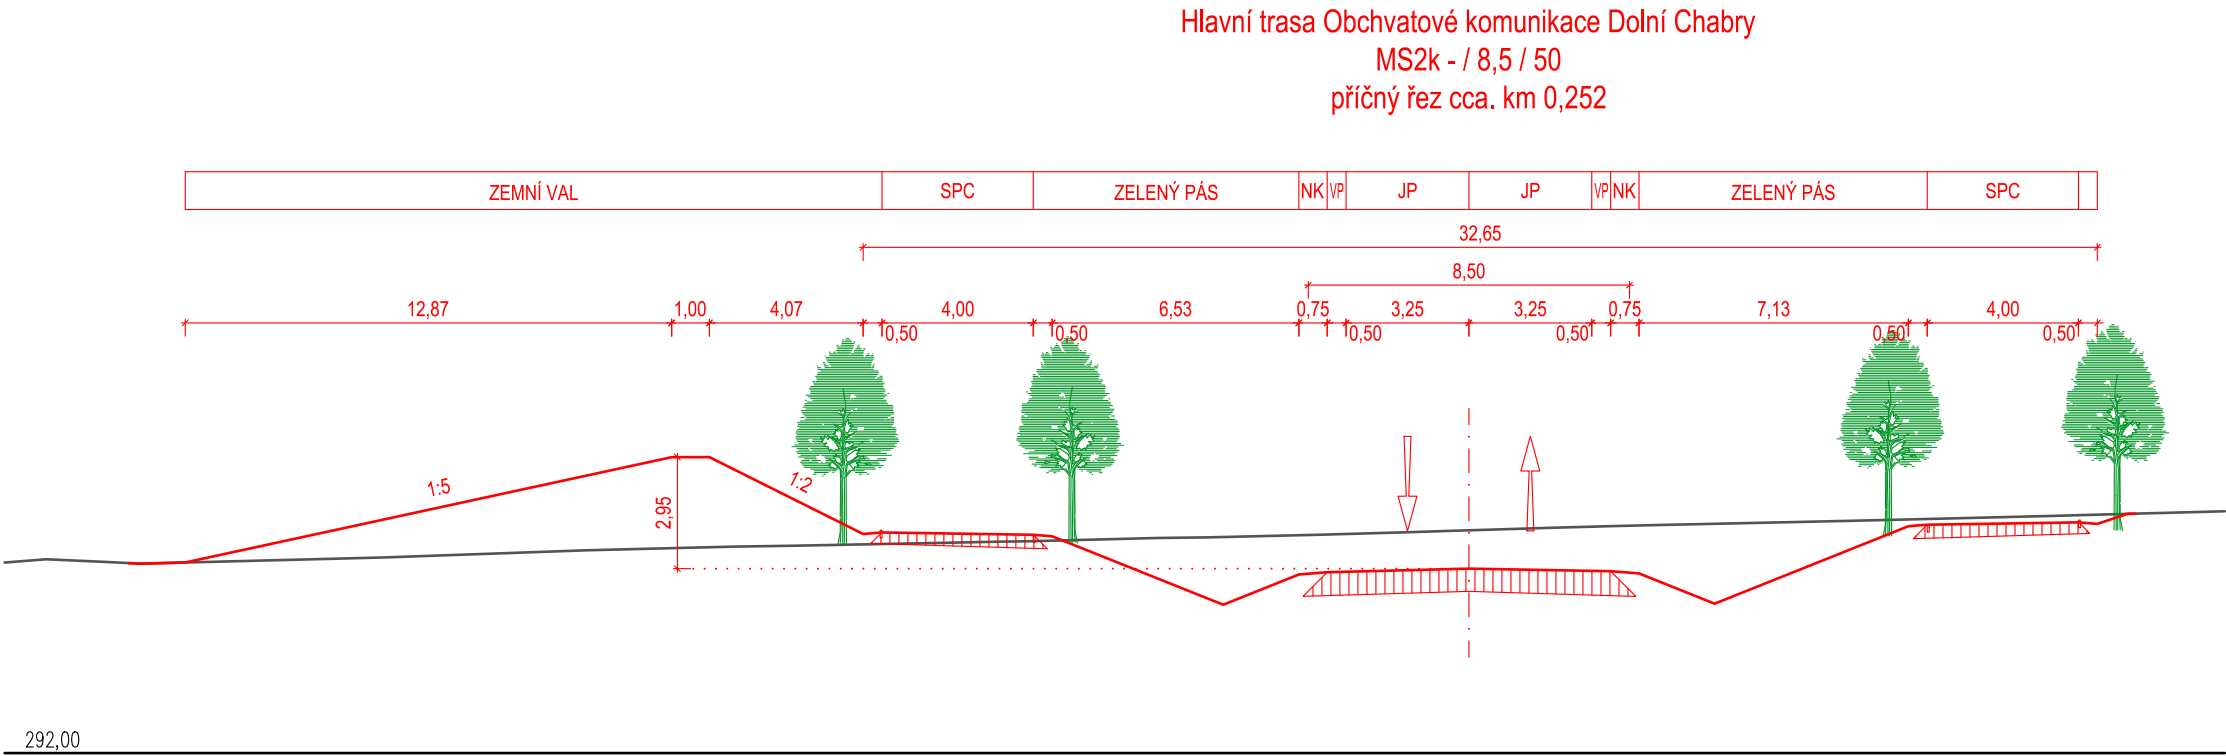 Hlavní trasa Obchvatové komunikace Dolní Chabry
MS2k - / 8,5 / 50
příčný řez cca. km 0,252
ZEMNÍ VAL SPC ZELENÝ PÁS NK VP JP JP VP NK ZELENÝ PÁS SPC
32,65
8,50
12,87 1,00 4,07 4,00 6,53 0,75 3,25 3,25 0,75 7,13 4,00
0,50 0,50 0,50 0,50 0,50 0,50
1:5 1:2
2,95
292,00